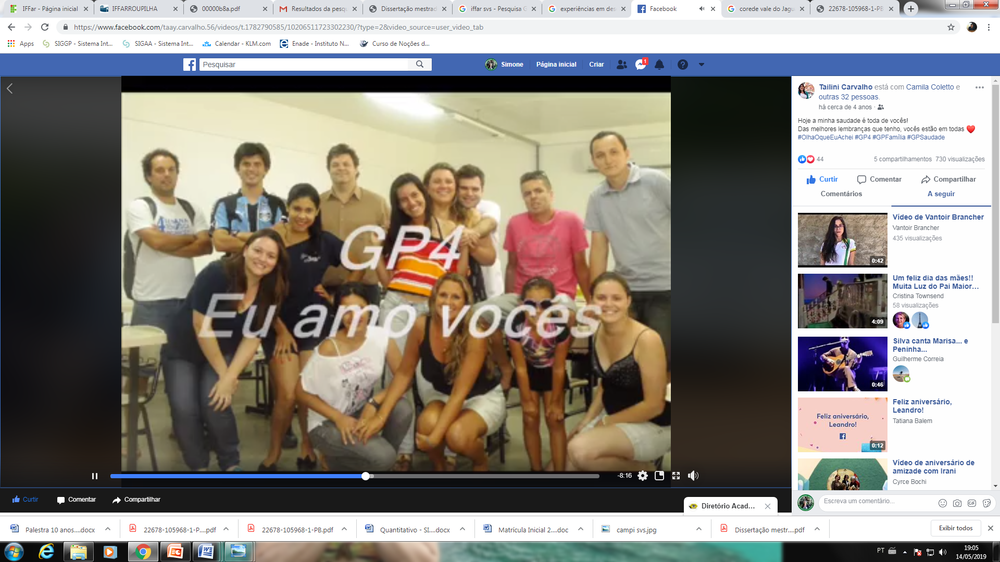 IFFar - Página inicial
IFFARROUPILHA
00000b8a.pdf
Resultados da pesqu
Dissertação mestrad
iffar svs - Pesquisa G
experiências em des
Facebook
corede vale do Jagu
22678-105968-1-PB
https://www.facebook.com/taay.carvalho.56/videos/t.1782790585/10206511723302230/?type=2&video_source=user_video_tab
Apps
SIGGP - Sistema Int...
SIGAA - Sistema Int...
Calendar - KLM.com
Enade - Instituto N...
Curso de Noções d...
Pesquisar
Simone
Página inicial
Criar
1
GP4
Eu amo vocês
-8:16
Curtir
Comentar
Compartilhar
Tailini Carvalho está com Camila Coletto e
outras 32 pessoas.
há cerca de 4 anos ·
Hoje a minha saudade é toda de vocês!
Das melhores lembranças que tenho, vocês estão em todas ❤
#OlhaOqueEuAchei #GP4 #GPFamília #GPSaudade
44
5 compartilhamentos 730 visualizações
Curtir
Comentar
Compartilhar
Comentários
A seguir
0:42
Vídeo de Vantoir Brancher
Vantoir Brancher
435 visualizações
4:09
Um feliz dia das mães!!
Muita Luz do Pai Maior...
Cristina Townsend
58 visualizações
0:46
Silva canta Marisa... e
Peninha...
Guilherme Correia
Feliz aniversário,
Leandro!
0:12
Feliz aniversário,
Leandro!
Tatiana Balem
Vídeo de aniversário de
amizade com Irani
Cyrce Bochi
Diretório Acad...
Escreva um comentário...
GIF
Palestra 10 anos....docx
22678-105968-1-P....pdf
22678-105968-1-PB.pdf
Quantitativo - SI....docx
Matrícula Inicial 2....doc
campi svs.jpg
Dissertação mestr....pdf
Exibir todos
PT
19:05
14/05/2019